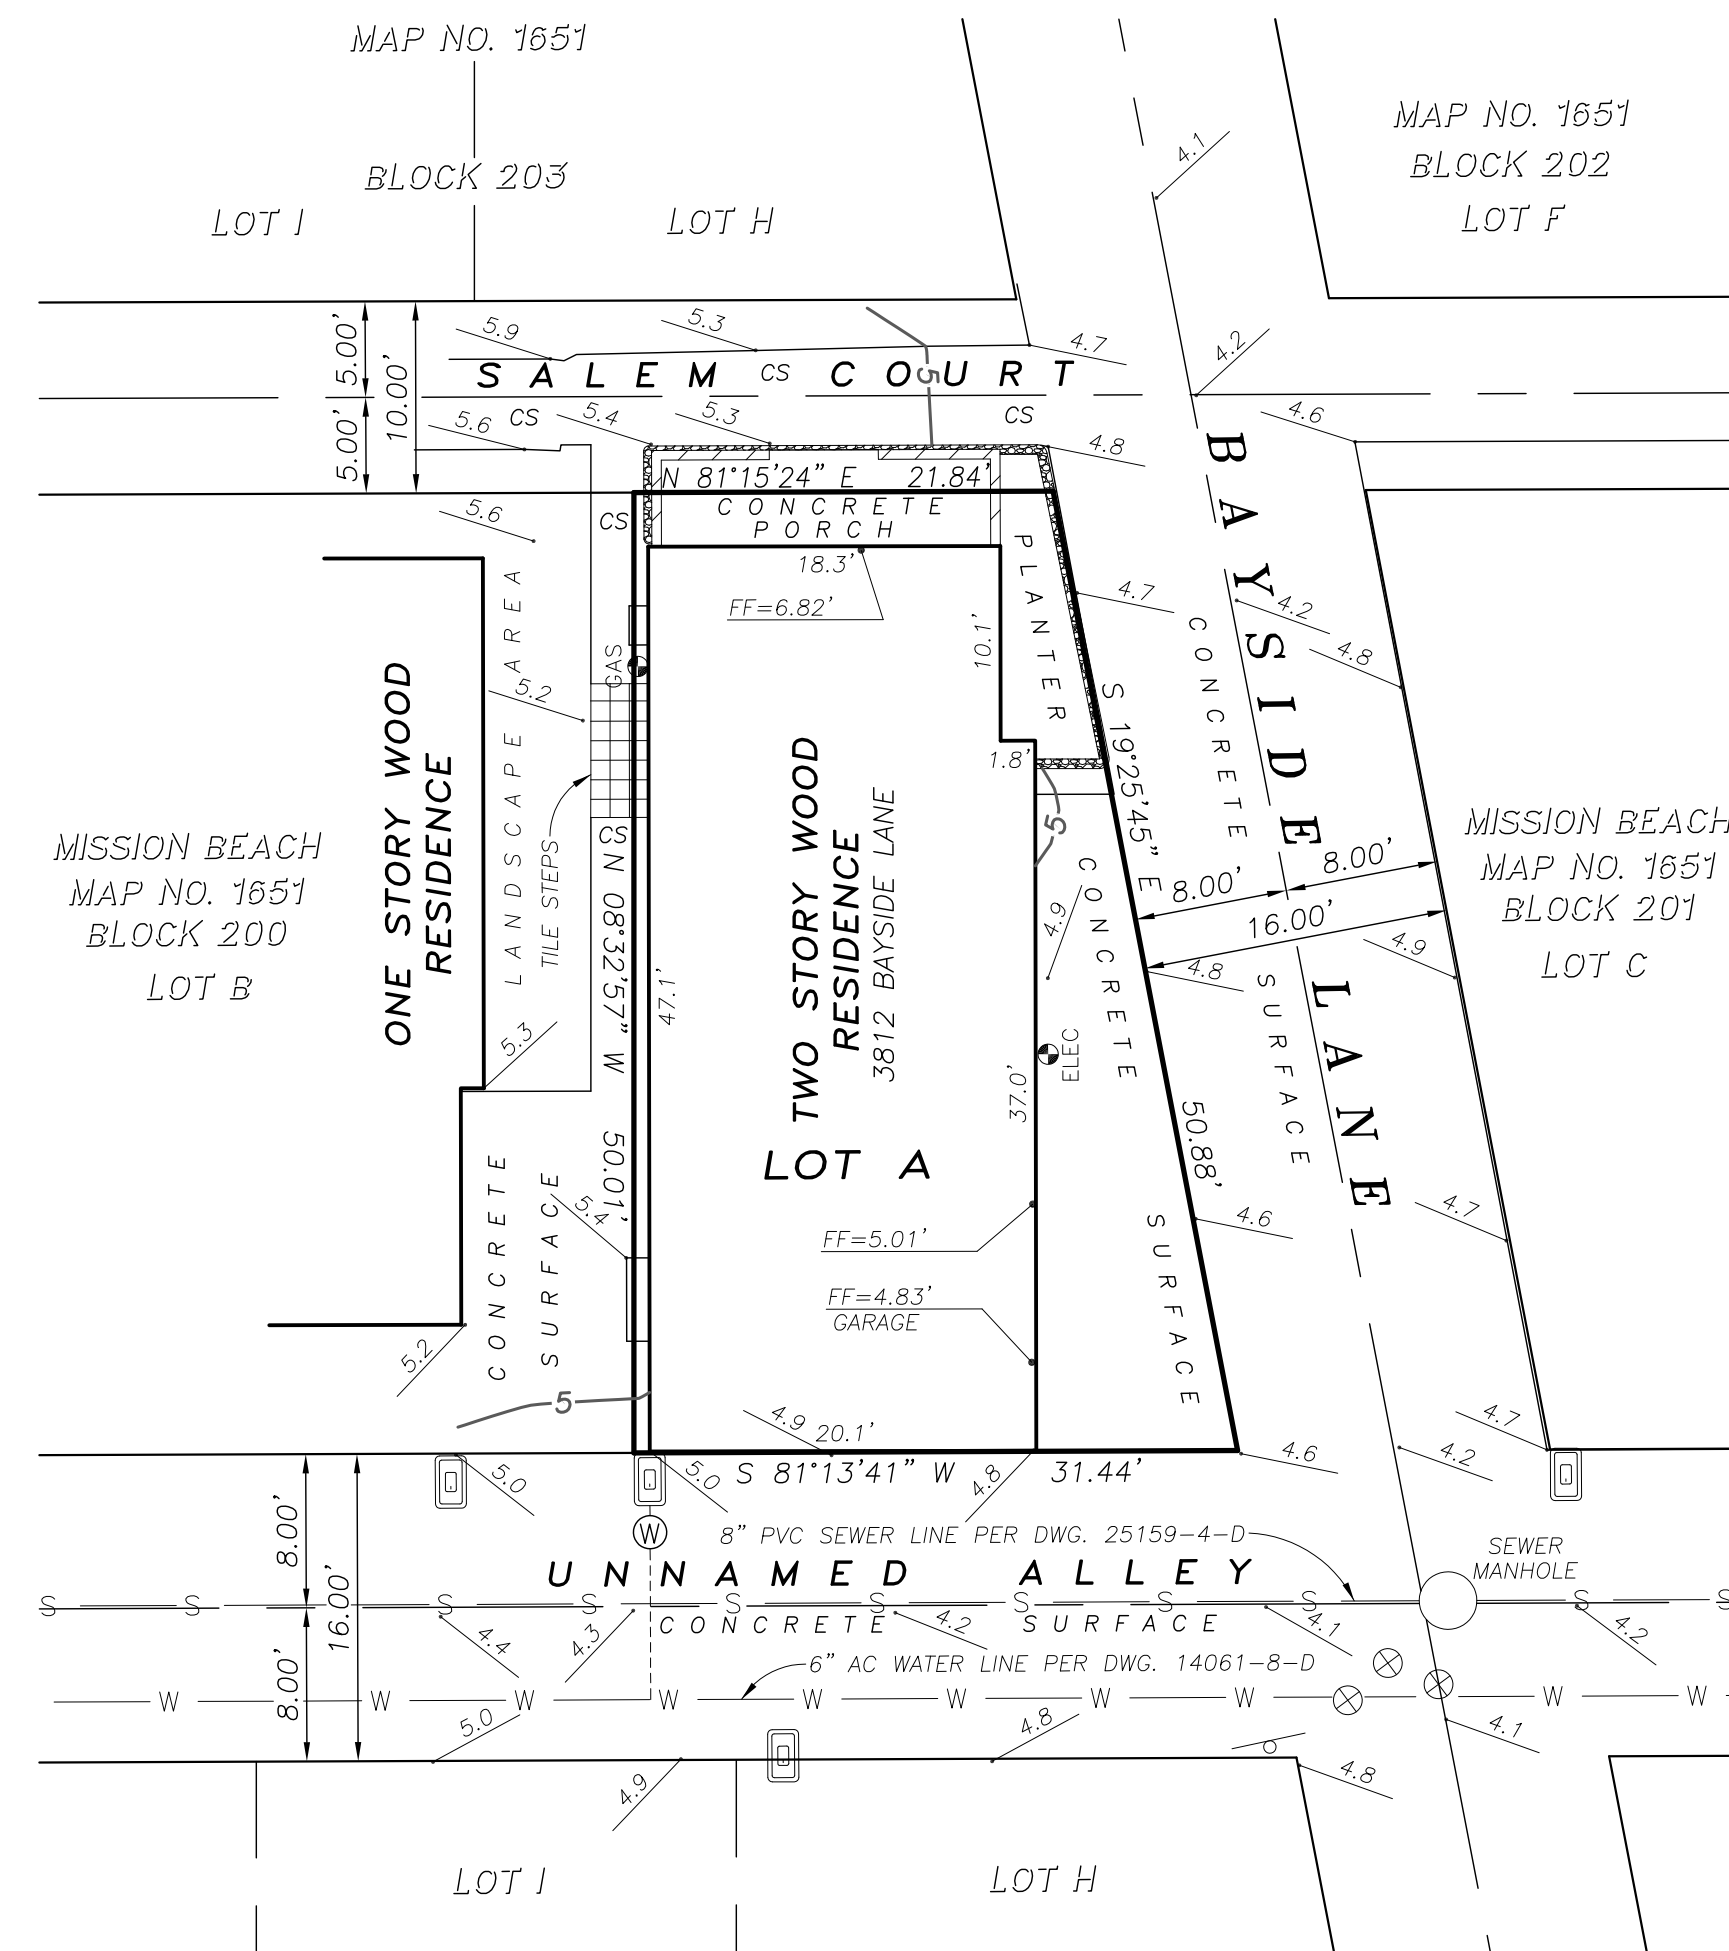 MAP NO. 1651
BLOCK 203
LOT I
LOT H
MAP NO. 1651
BLOCK 202
LOT F
4.1
5.00'
5.00'
10.00'
5.9
5.3
4.7
4.2
SALEM COURT
CS
5
CS
CS
5.6
5.4
5.3
4.8
4.6
N 81°15'24" E 21.84'
CONCRETE
PORCH
CS
5.6
18.3'
FF=6.82'
10.1'
PLANTER
4.7
4.2
4.8
GAS
5.2
LANDSCAPE AREA
TILE STEPS
CS
ONE STORY WOOD
RESIDENCE
MISSION BEACH
MAP NO. 1651
BLOCK 200
LOT B
N 08°32'57" W 50.01'
47.1'
TWO STORY WOOD
RESIDENCE
3812 BAYSIDE LANE
LOT A
1.8'
5
S 19°25'45" E 50.88'
BAYSIDE LANE
CONCRETE SURFACE
CONCRETE SURFACE
8.00'
8.00'
16.00'
4.9
4.8
4.9
MISSION BEACH
MAP NO. 1651
BLOCK 201
LOT C
ELEC
37.0'
5.3
CONCRETE
SURFACE
5.4
FF=5.01'
FF=4.83'
GARAGE
4.6
4.7
5.2
5
4.9
20.1'
S 81°13'41" W 31.44'
4.6
4.7
4.2
5.0
5.0
4.8
8.00'
8.00'
16.00'
W
8" PVC SEWER LINE PER DWG. 25159-4-D
SEWER
MANHOLE
UNNAMED ALLEY
S S S S S S S S S S S
CONCRETE SURFACE
4.4
4.3
4.2
4.1
4.2
6" AC WATER LINE PER DWG. 14061-8-D
W W W W W W W W W W
5.0
4.8
4.1
4.9
4.8
LOT I
LOT H